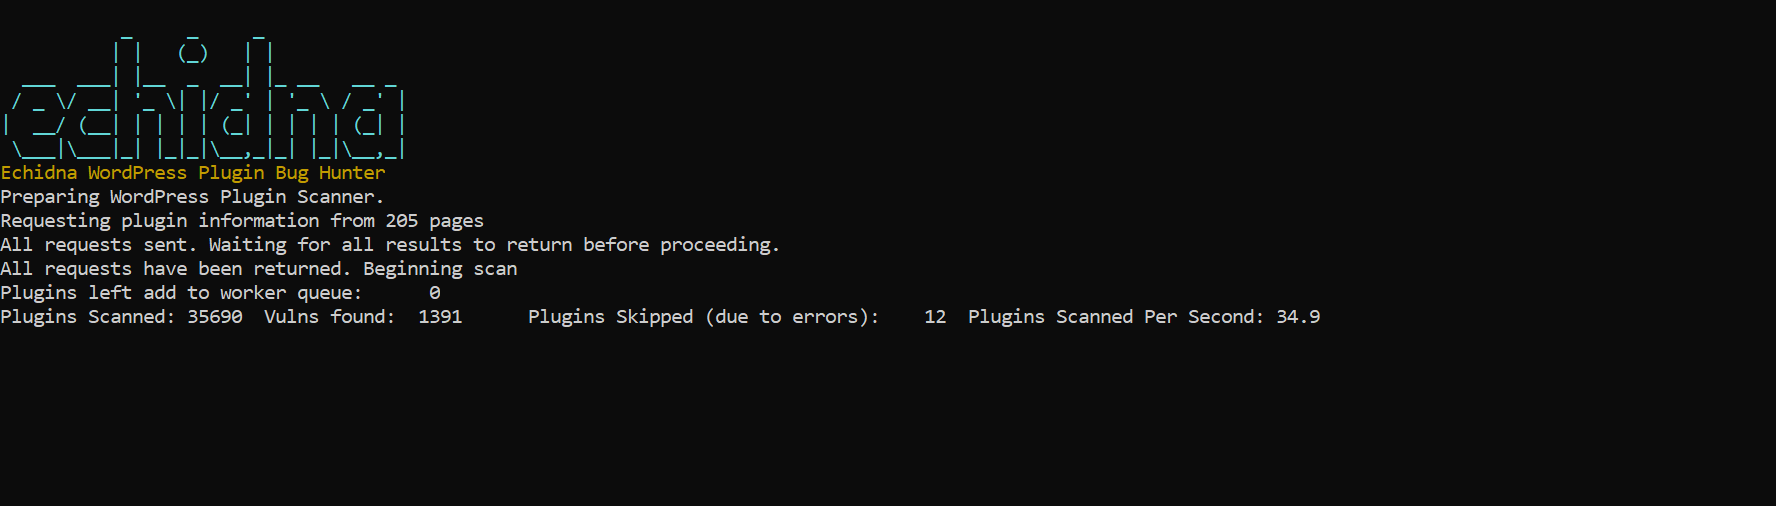 echidna
Echidna WordPress Plugin Bug Hunter
Preparing WordPress Plugin Scanner.
Requesting plugin information from 205 pages
All requests sent. Waiting for all results to return before proceeding.
All requests have been returned. Beginning scan
Plugins left add to worker queue: 0
Plugins Scanned: 35690 Vulns found: 1391 Plugins Skipped (due to errors): 12 Plugins Scanned Per Second: 34.9